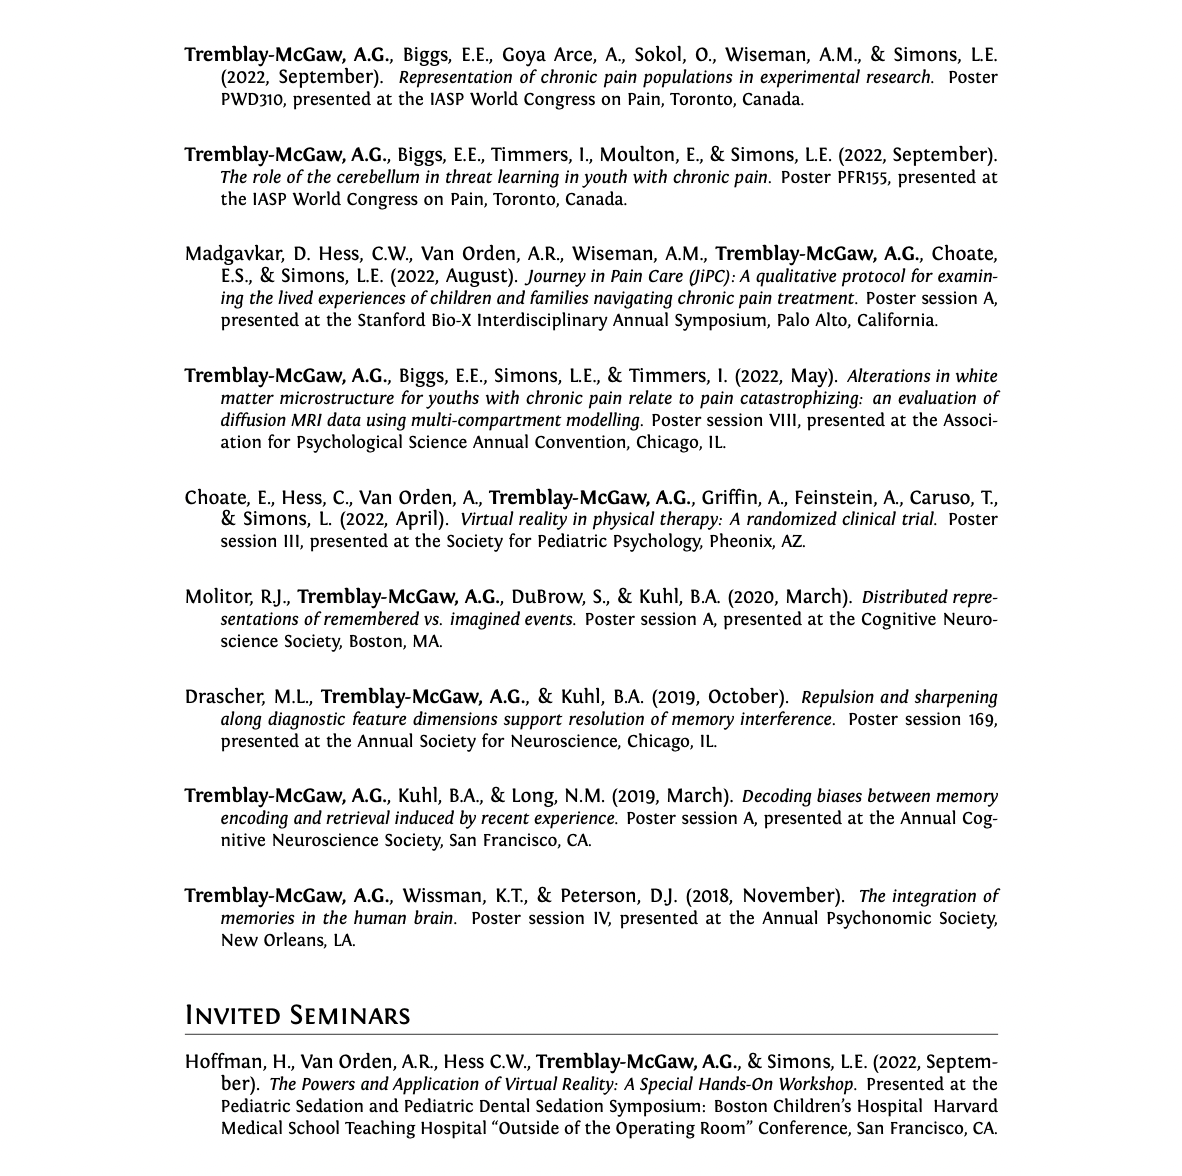 Tremblay-McGaw, A.G., Biggs, E.E., Goya Arce, A., Sokol, O., Wiseman, A.M., & Simons, L.E.
(2022, September). Representation of chronic pain populations in experimental research. Poster
PWD310, presented at the IASP World Congress on Pain, Toronto, Canada.
Tremblay-McGaw, A.G., Biggs, E.E., Timmers, I., Moulton, E., & Simons, L.E. (2022, September).
The role of the cerebellum in threat learning in youth with chronic pain. Poster PFR155, presented at
the IASP World Congress on Pain, Toronto, Canada.
Madgavkar, D. Hess, C.W., Van Orden, A.R., Wiseman, A.M., Tremblay-McGaw, A.G., Choate,
E.S., & Simons, L.E. (2022, August). Journey in Pain Care (JiPC): A qualitative protocol for examin-
ing the lived experiences of children and families navigating chronic pain treatment. Poster session A,
presented at the Stanford Bio-X Interdisciplinary Annual Symposium, Palo Alto, California.
Tremblay-McGaw, A.G., Biggs, E.E., Simons, L.E., & Timmers, I. (2022, May). Alterations in white
matter microstructure for youths with chronic pain relate to pain catastrophizing: an evaluation of
diffusion MRI data using multi-compartment modelling. Poster session VIII, presented at the Associ-
ation for Psychological Science Annual Convention, Chicago, IL.
Choate, E., Hess, C., Van Orden, A., Tremblay-McGaw, A.G., Griffin, A., Feinstein, A., Caruso, T.,
& Simons, L. (2022, April). Virtual reality in physical therapy: A randomized clinical trial. Poster
session III, presented at the Society for Pediatric Psychology, Pheonix, AZ.
Molitor, R.J., Tremblay-McGaw, A.G., DuBrow, S., & Kuhl, B.A. (2020, March). Distributed repre-
sentations of remembered vs. imagined events. Poster session A, presented at the Cognitive Neuro-
science Society, Boston, MA.
Drascher, M.L., Tremblay-McGaw, A.G., & Kuhl, B.A. (2019, October). Repulsion and sharpening
along diagnostic feature dimensions support resolution of memory interference. Poster session 169,
presented at the Annual Society for Neuroscience, Chicago, IL.
Tremblay-McGaw, A.G., Kuhl, B.A., & Long, N.M. (2019, March). Decoding biases between memory
encoding and retrieval induced by recent experience. Poster session A, presented at the Annual Cog-
nitive Neuroscience Society, San Francisco, CA.
Tremblay-McGaw, A.G., Wissman, K.T., & Peterson, D.J. (2018, November). The integration of
memories in the human brain. Poster session IV, presented at the Annual Psychonomic Society,
New Orleans, LA.
Invited Seminars
Hoffman, H., Van Orden, A.R., Hess C.W., Tremblay-McGaw, A.G., & Simons, L.E. (2022, Septem-
ber). The Powers and Application of Virtual Reality: A Special Hands-On Workshop. Presented at the
Pediatric Sedation and Pediatric Dental Sedation Symposium: Boston Children's Hospital Harvard
Medical School Teaching Hospital "Outside of the Operating Room" Conference, San Francisco, CA.